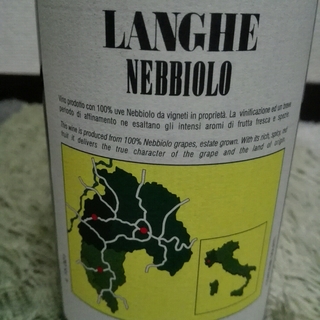 LANGHE
NEBBIOLO
Vino prodotto con 100% uve Nebbiolo da vigneti in proprietà. La vinificazione ed un breve
periodo di affinamento ne esaltano gli intensi aromi di frutta fresca e spezie.
This wine is produced from 100% Nebbiolo grapes, estate grown. With its rich, spicy, red
fruit it delivers the true character of the grape and the land of origin.